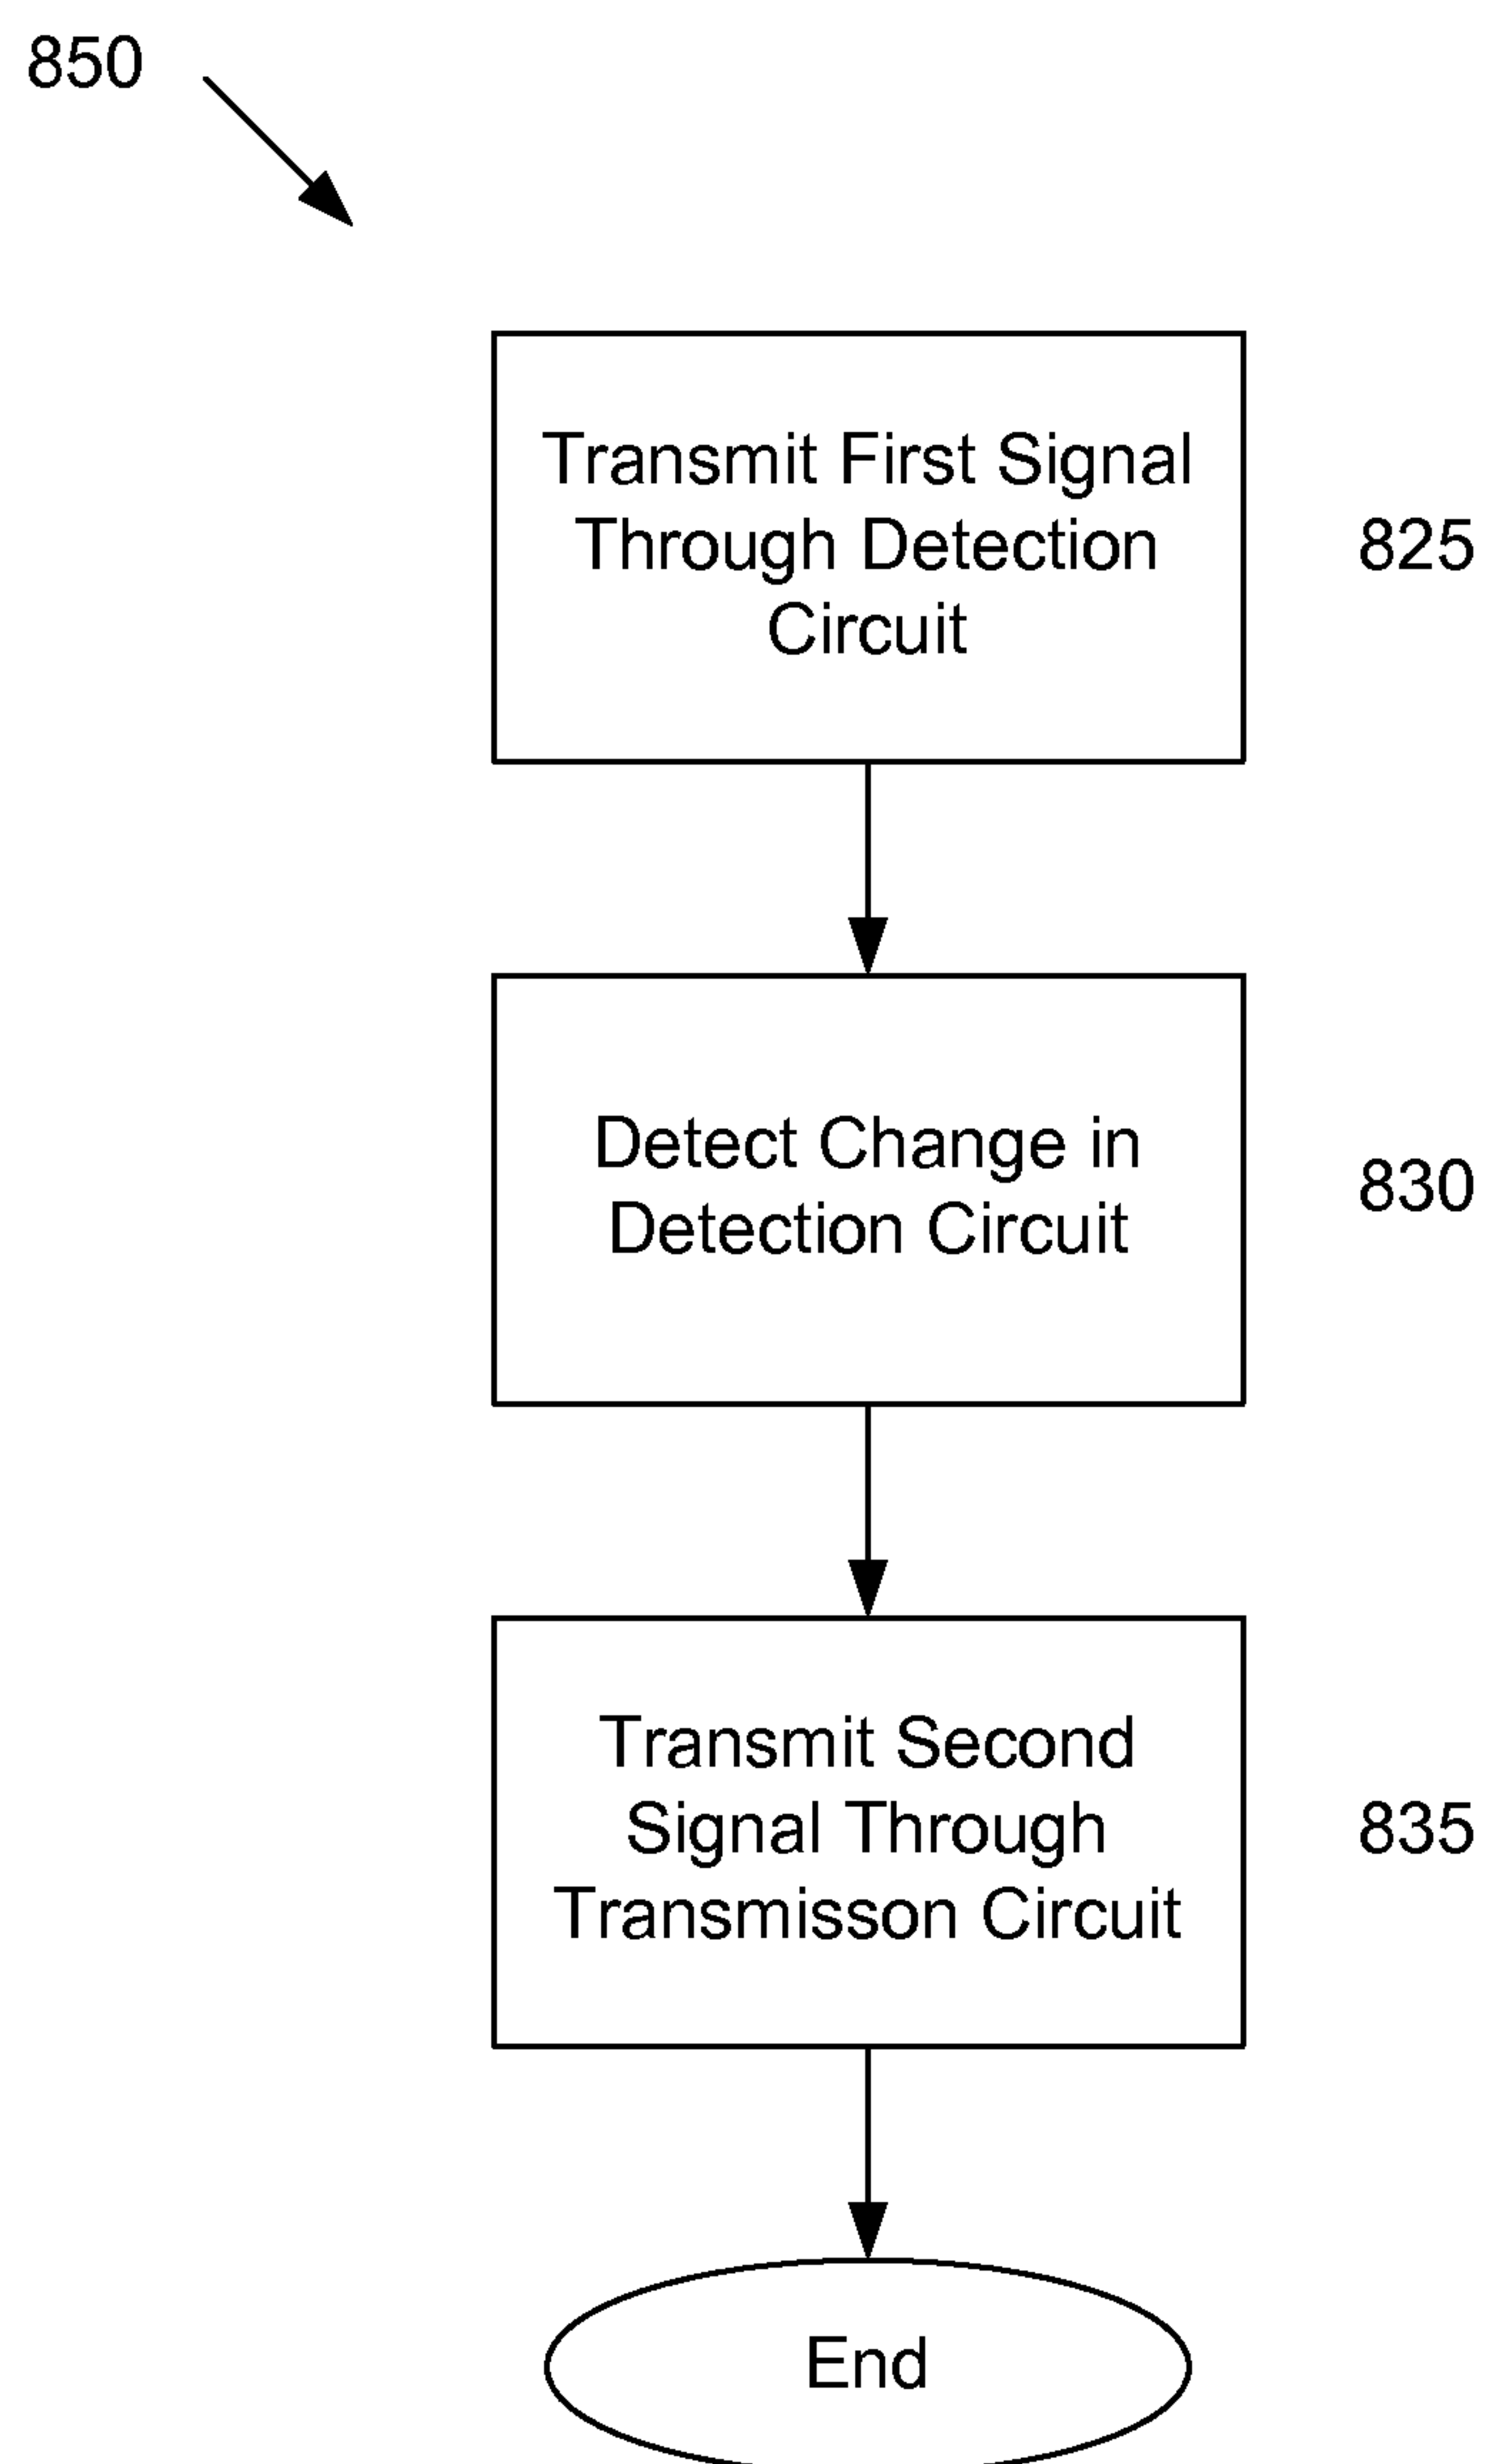 850
Transmit First Signal
Through Detection
Circuit
825
Detect Change in
Detection Circuit
830
Transmit Second
Signal Through
Transmisson Circuit
835
End